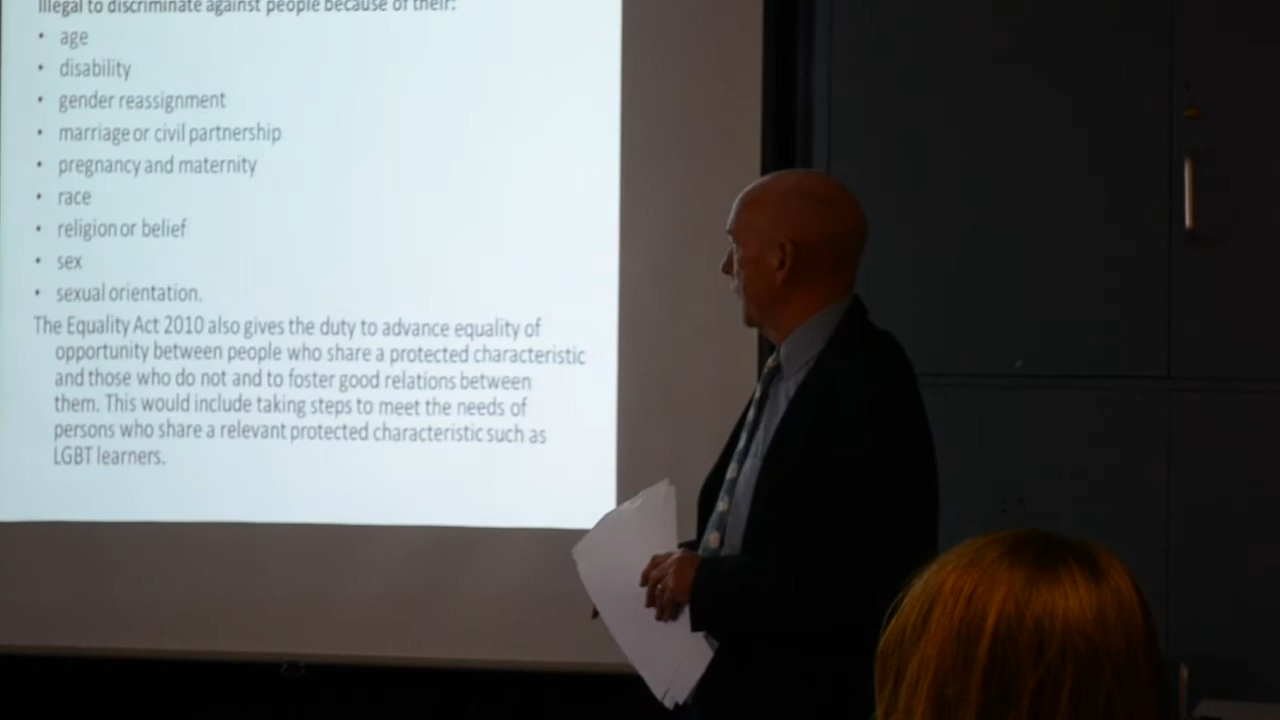 Illegal to discriminate against people because of their:
• age
• disability
• gender reassignment
• marriage or civil partnership
• pregnancy and maternity
• race
• religion or belief
• sex
• sexual orientation.
The Equality Act 2010 also gives the duty to advance equality of
opportunity between people who share a protected characteristic
and those who do not and to foster good relations between
them. This would include taking steps to meet the needs of
persons who share a relevant protected characteristic such as
LGBT learners.